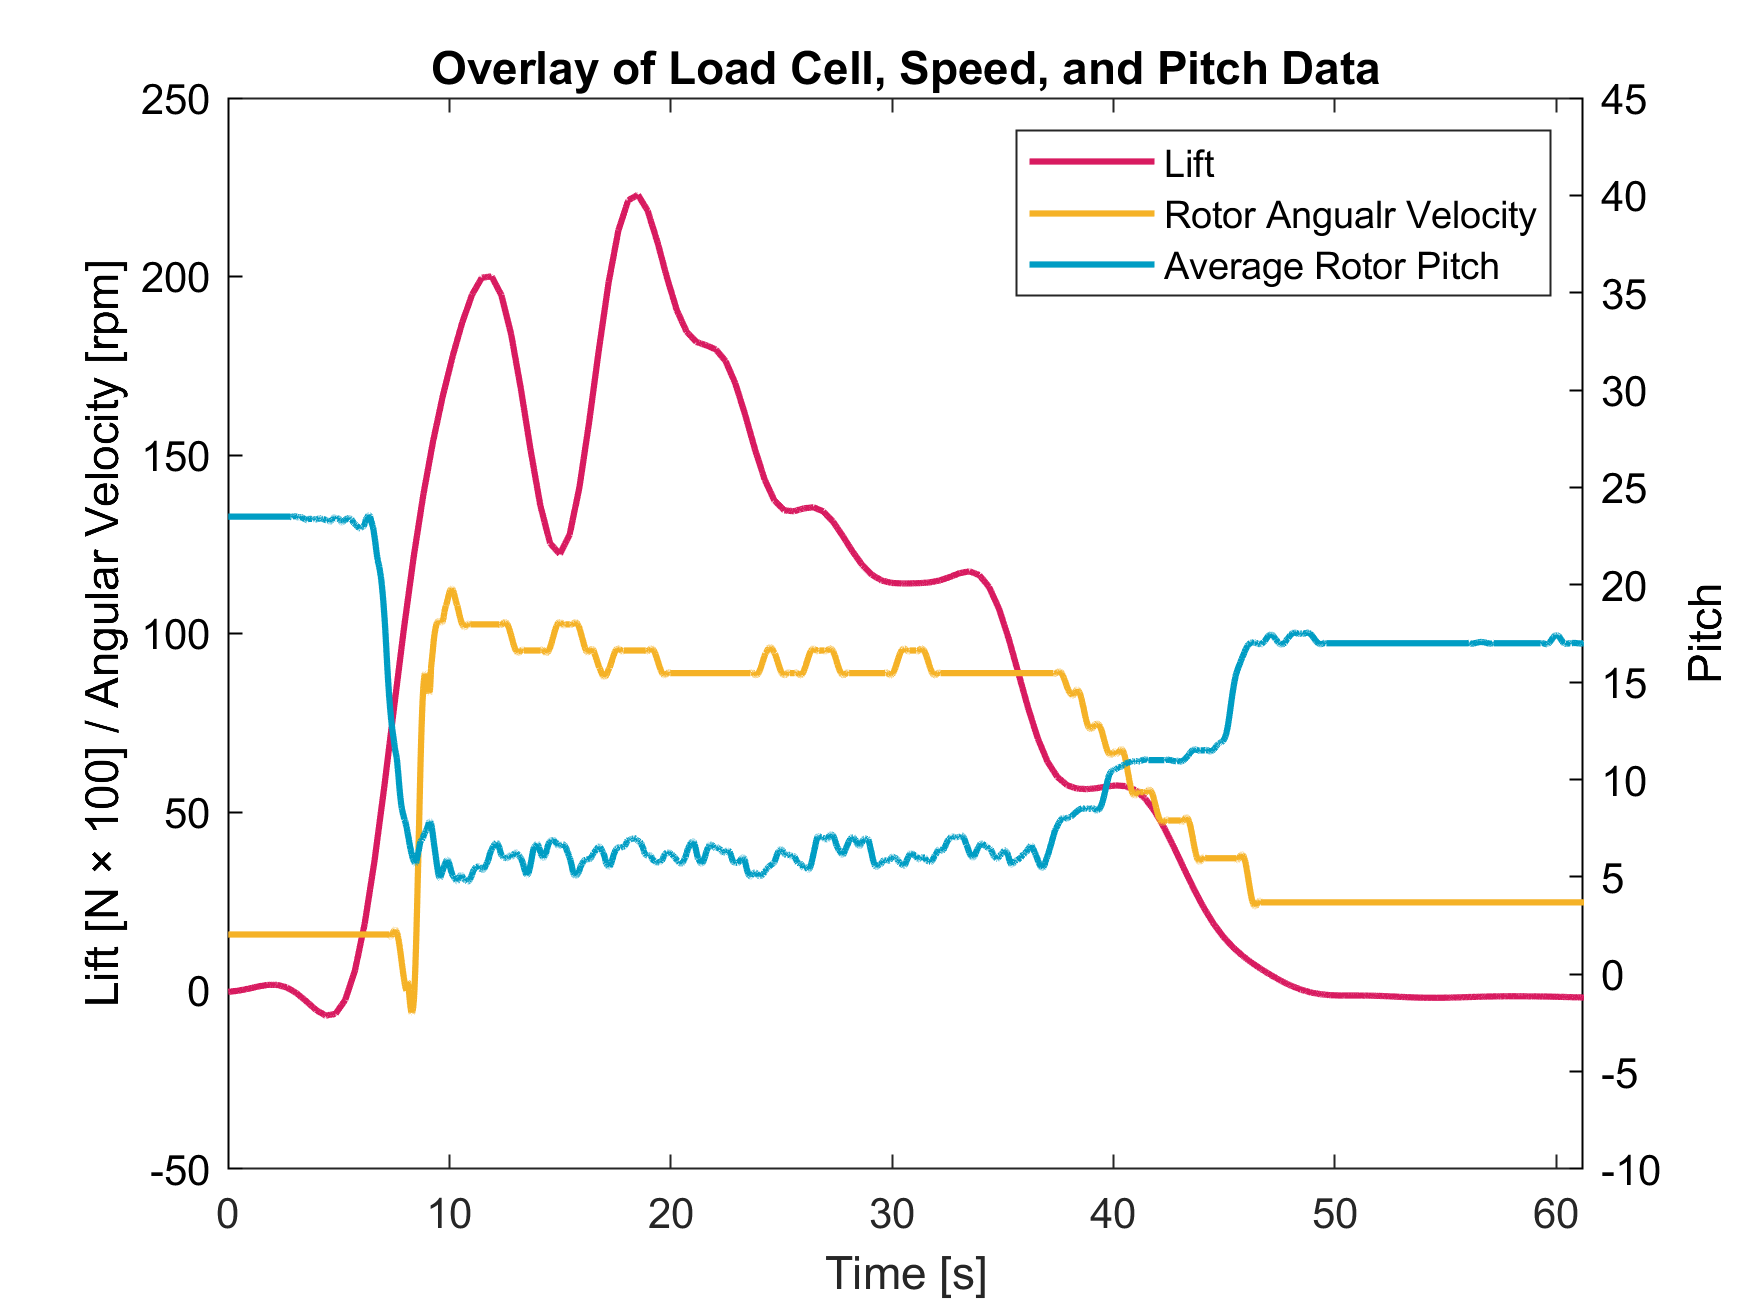 Overlay of Load Cell, Speed, and Pitch Data
250
200
150
100
50
0
-50
Lift [N × 100] / Angular Velocity [rpm]
Lift
Rotor Angualr Velocity
Average Rotor Pitch
45
40
35
30
25
20
15
10
5
0
-5
-10
Pitch
0 10 20 30 40 50 60
Time [s]